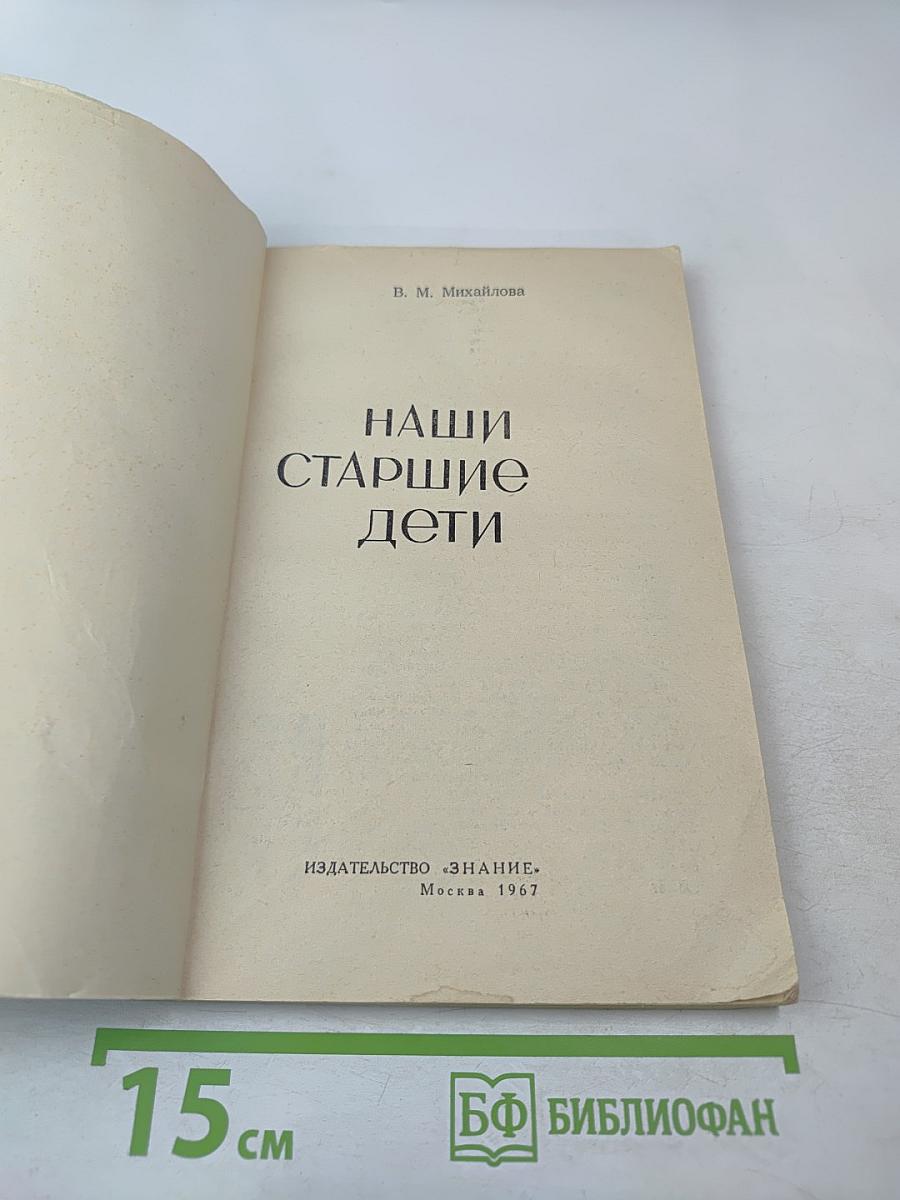 В. М. Михайлова
НАШИ
СТАРШИЕ
ДЕТИ
ИЗДАТЕЛЬСТВО «ЗНАНИЕ»
Москва 1967
15 см
БФ БИБЛИОФАН